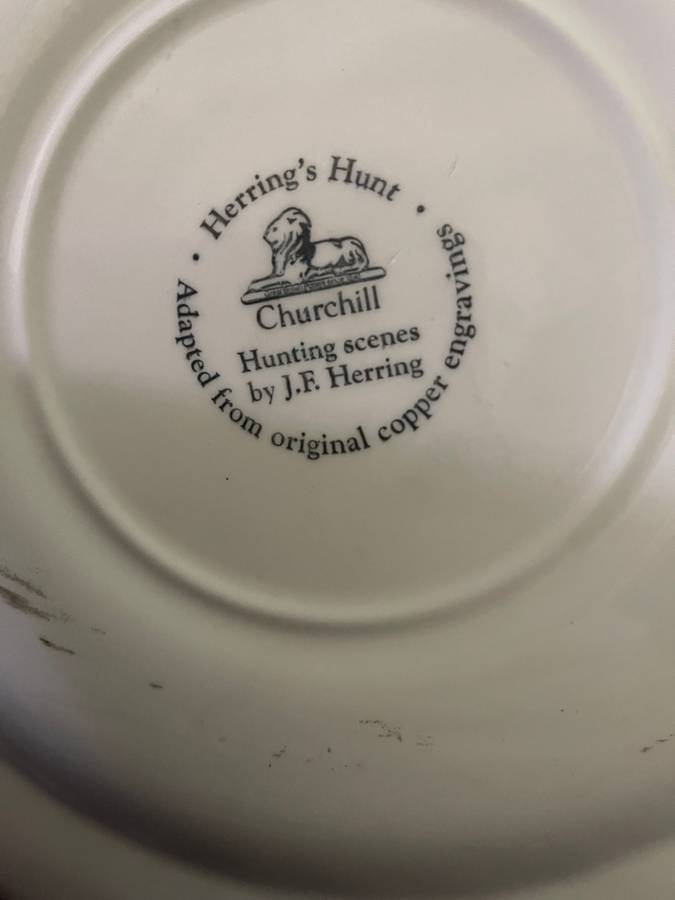 • Herring's Hunt •
Churchill
Hunting scenes
by J.F. Herring
Adapted from original copper engravings